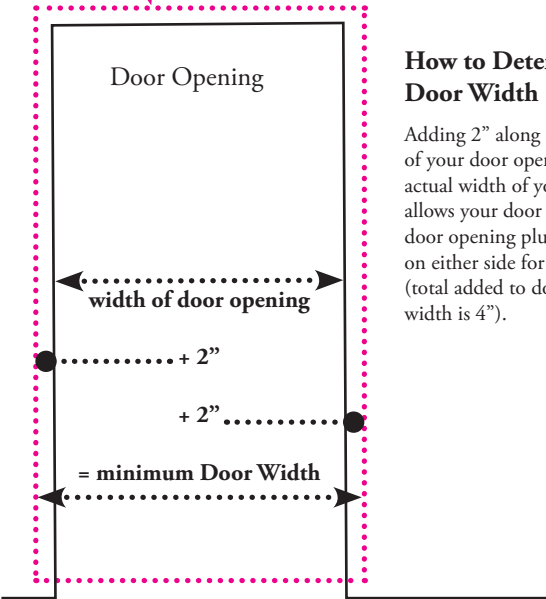 Door Opening
width of door opening
+ 2”
+ 2”
= minimum Door Width
How to
Door Width
Adding 2” along
of your door
actual width of
allows your door
door opening
on either side for
(total added to
width is 4”).